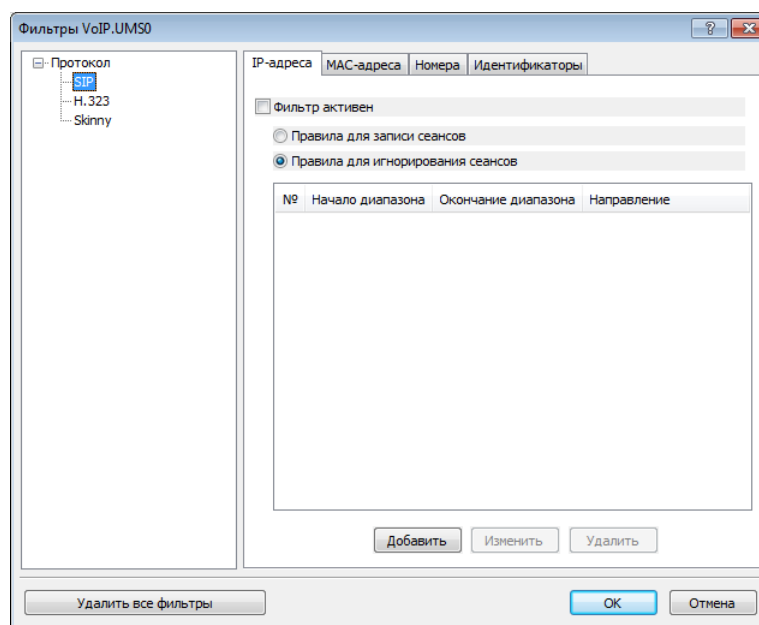 Фильтры VoIP.UMS0
Протокол
SIP
H.323
Skinny
IP-адреса MAC-адреса Номера Идентификаторы
Фильтр активен
Правила для записи сеансов
Правила для игнорирования сеансов
№ Начало диапазона Окончание диапазона Направление
Добавить Изменить Удалить
Удалить все фильтры OK Отмена